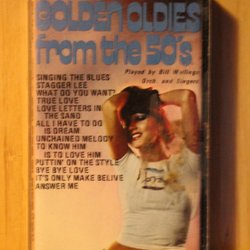 GOLDEN OLDIES
from the 50's
Played by Bill Wellings
Orch and Singers
SINGING THE BLUES
STAGGER LEE
WHAT DO YOU WANT?
TRUE LOVE
LOVE LETTERS IN
THE SAND
ALL I HAVE TO DO
IS DREAM
UNCHAINED MELODY
TO KNOW HIM
IS TO LOVE HIM
PUTTIN' ON THE STYLE
BYE BYE LOVE
IT'S ONLY MAKE BELIVE
ANSWER ME